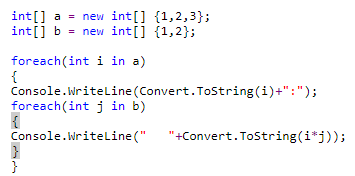 int[] a = new int[] {1,2,3};
int[] b = new int[] {1,2};

foreach(int i in a)
{
Console.WriteLine(Convert.ToString(i)+":");
foreach(int j in b)
{
Console.WriteLine("   "+Convert.ToString(i*j));
}
}